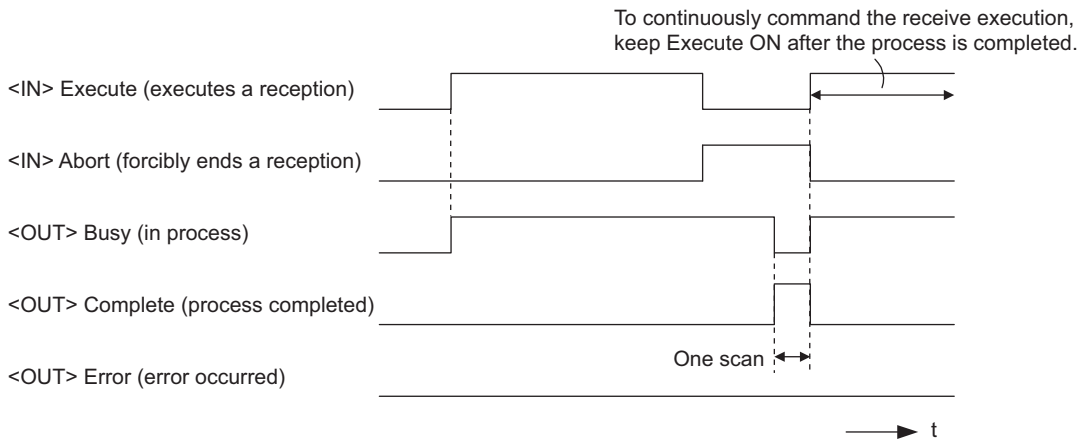 To continuously command the receive execution,
keep Execute ON after the process is completed.
<IN> Execute (executes a reception)
<IN> Abort (forcibly ends a reception)
<OUT> Busy (in process)
<OUT> Complete (process completed)
One scan
<OUT> Error (error occurred)
t